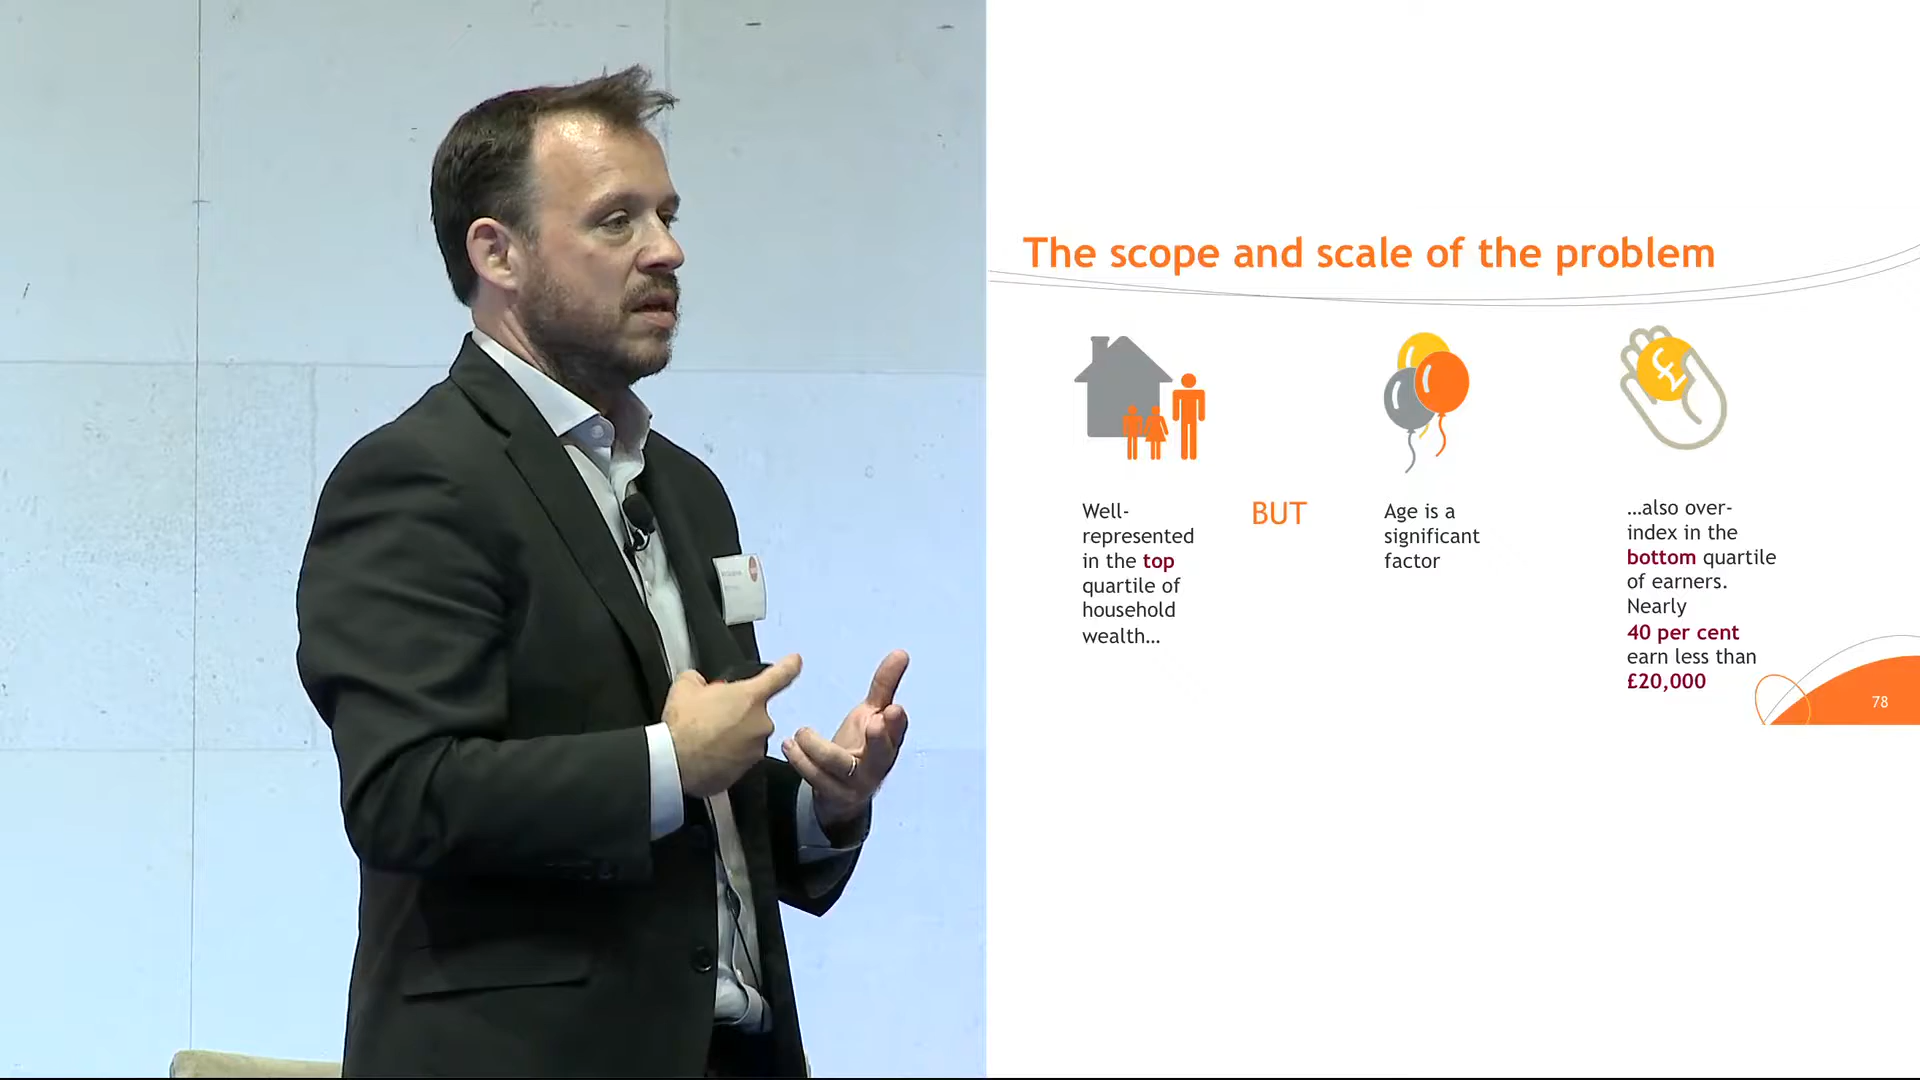 The scope and scale of the problem
Well-
represented
in the top
quartile of
household
wealth...
BUT
Age is a
significant
factor
£
...also over-
index in the
bottom quartile
of earners.
Nearly
40 per cent
earn less than
£20,000
78